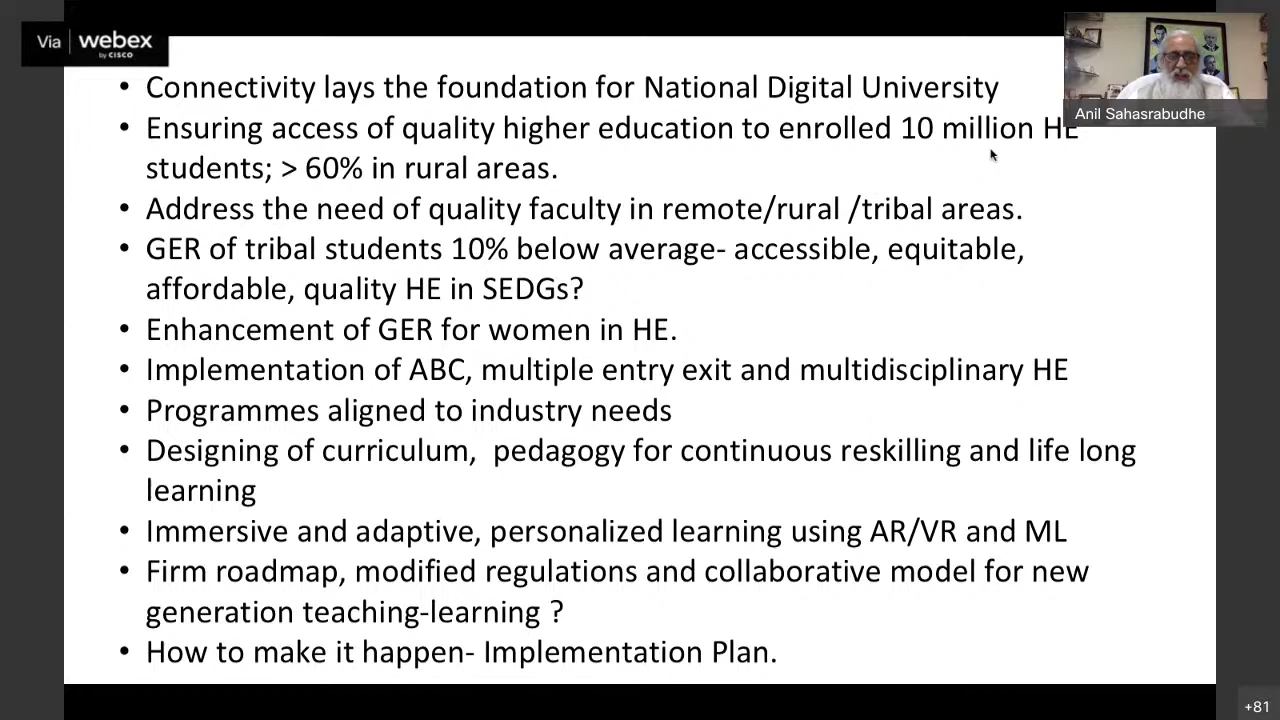 Via webex
by CISCO
Anil Sahasrabudhe
• Connectivity lays the foundation for National Digital University
• Ensuring access of quality higher education to enrolled 10 million HE
students; > 60% in rural areas.
• Address the need of quality faculty in remote/rural /tribal areas.
• GER of tribal students 10% below average- accessible, equitable,
affordable, quality HE in SEDGs?
• Enhancement of GER for women in HE.
• Implementation of ABC, multiple entry exit and multidisciplinary HE
• Programmes aligned to industry needs
• Designing of curriculum,  pedagogy for continuous reskilling and life long
learning
• Immersive and adaptive, personalized learning using AR/VR and ML
• Firm roadmap, modified regulations and collaborative model for new
generation teaching-learning ?
• How to make it happen- Implementation Plan.
+81